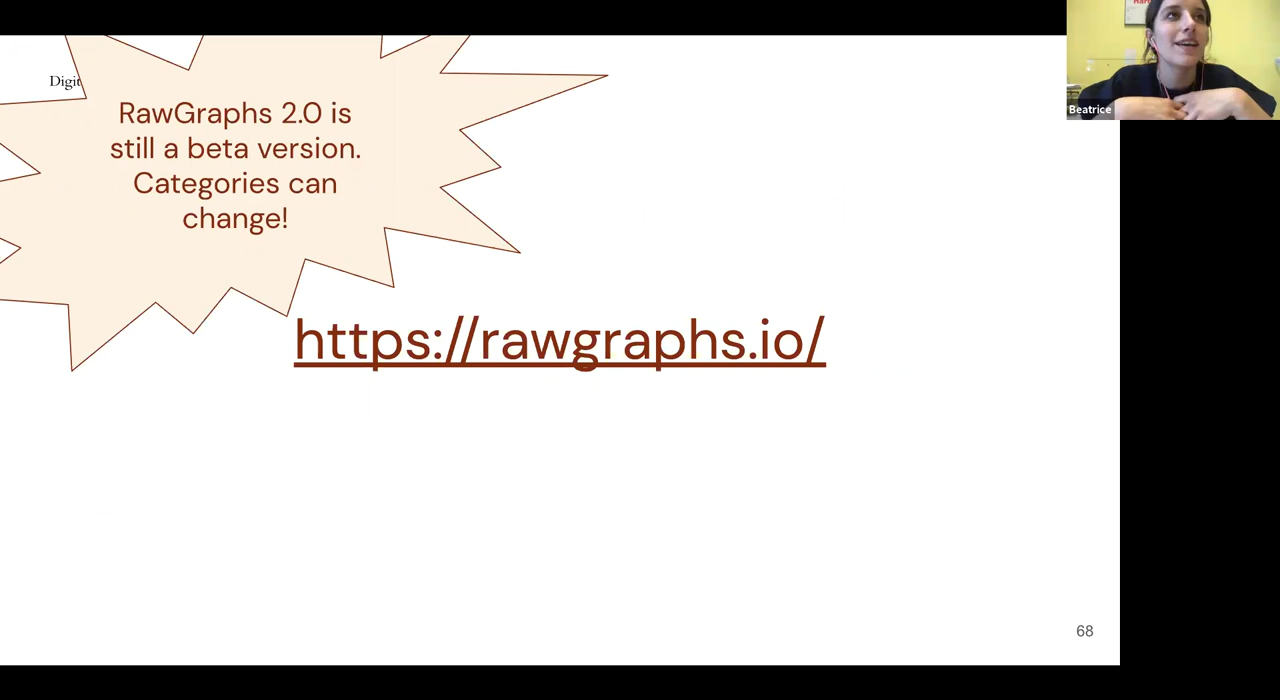 Digit
RawGraphs 2.0 is
still a beta version.
Categories can
change!
https://rawgraphs.io/
68
Beatrice